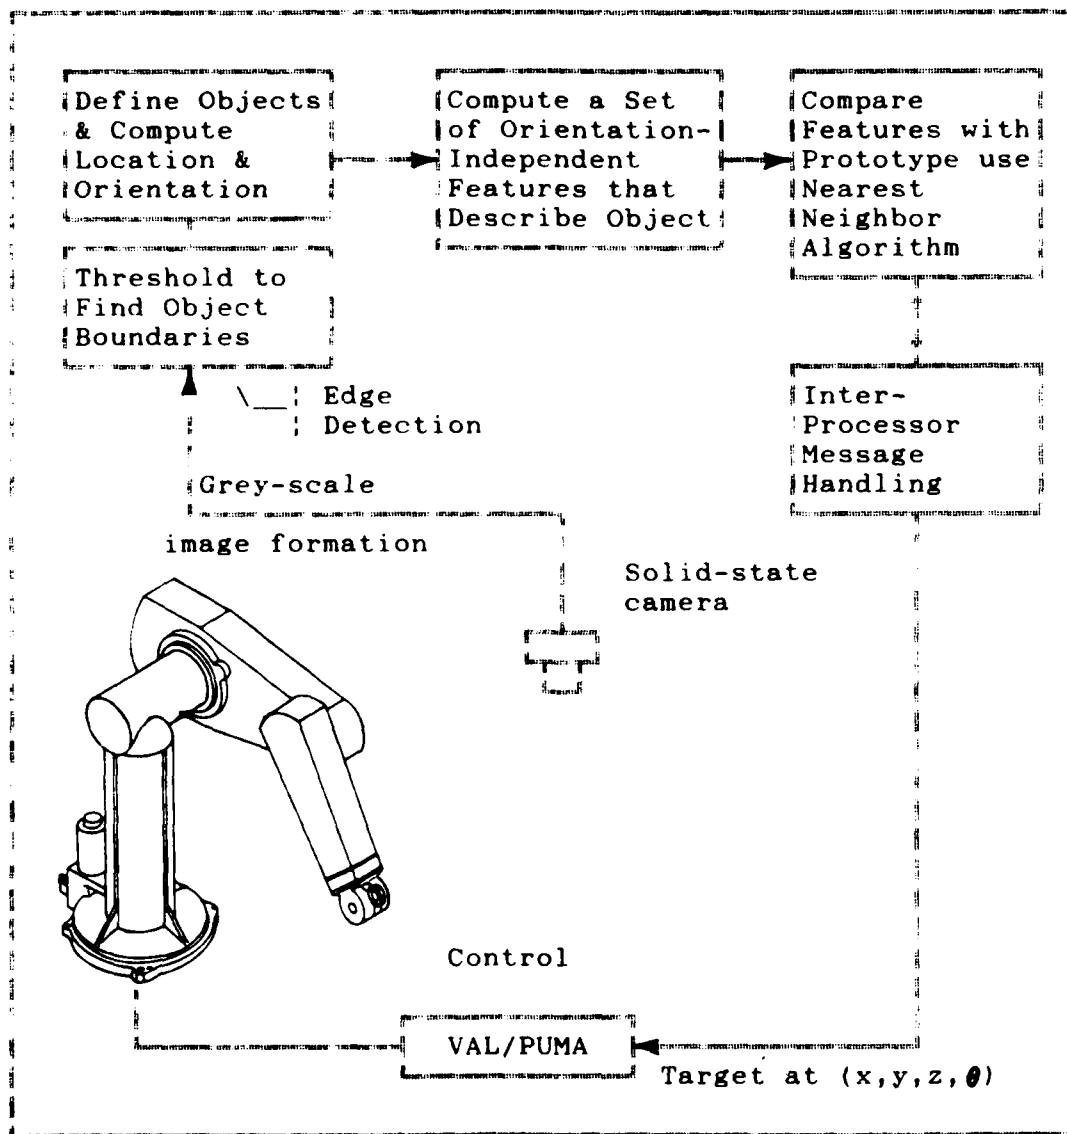 Define Objects
& Compute
Location &
Orientation
Compute a Set
of Orientation-
Independent
Features that
Describe Object
Compare
Features with
Prototype use
Nearest
Neighbor
Algorithm
Threshold to
Find Object
Boundaries
Edge
Detection
Inter-
Processor
Message
Handling
Grey-scale
image formation
Solid-state
camera
Control
VAL/PUMA
Target at (x,y,z,θ)